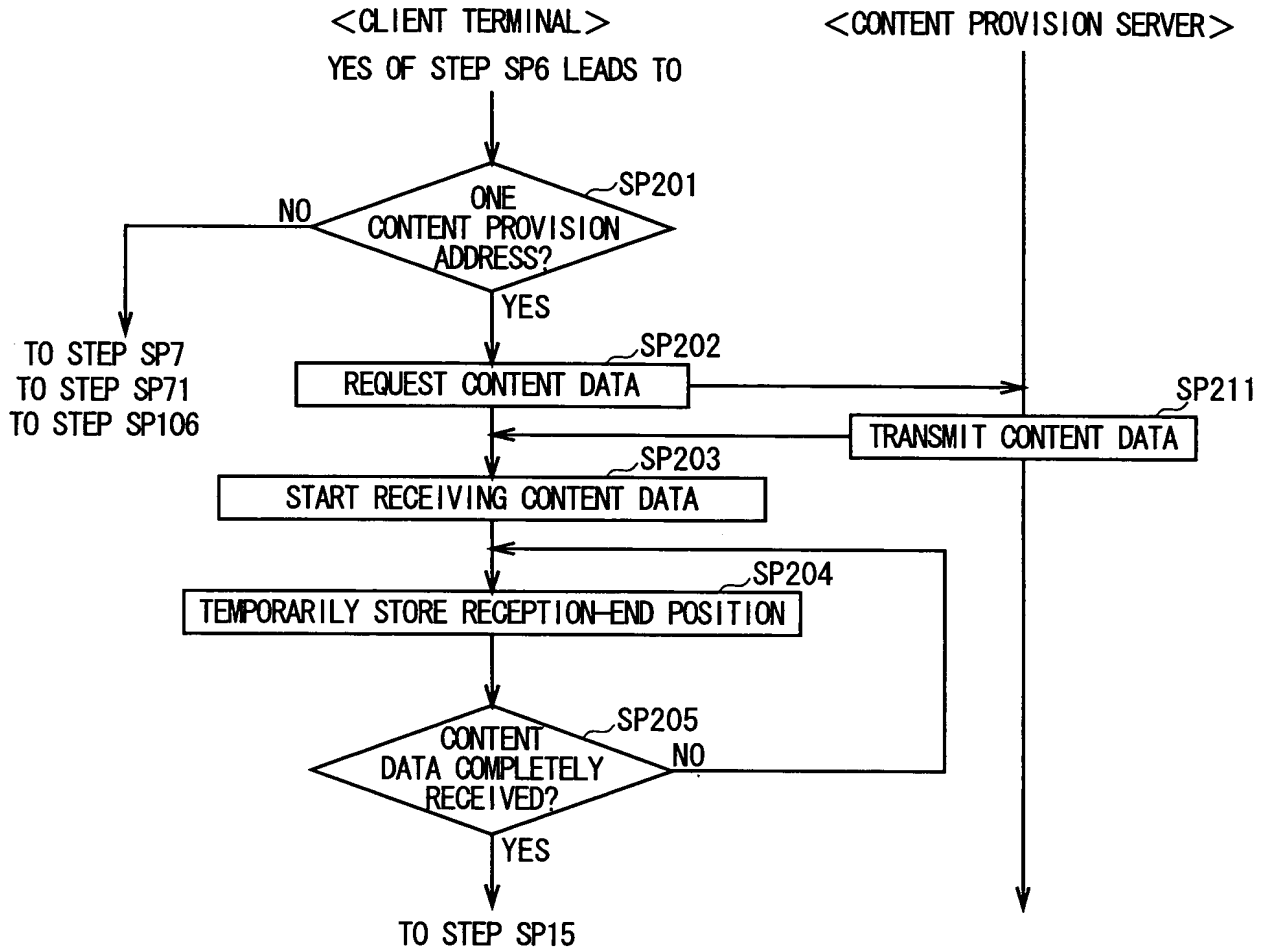 <CLIENT TERMINAL>
<CONTENT PROVISION SERVER>
YES OF STEP SP6 LEADS TO
SP201
NO
ONE
CONTENT PROVISION
ADDRESS?
YES
TO STEP SP7
TO STEP SP71
TO STEP SP106
SP202
REQUEST CONTENT DATA
SP211
TRANSMIT CONTENT DATA
SP203
START RECEIVING CONTENT DATA
SP204
TEMPORARILY STORE RECEPTION-END POSITION
SP205
CONTENT
DATA COMPLETELY
RECEIVED?
NO
YES
TO STEP SP15